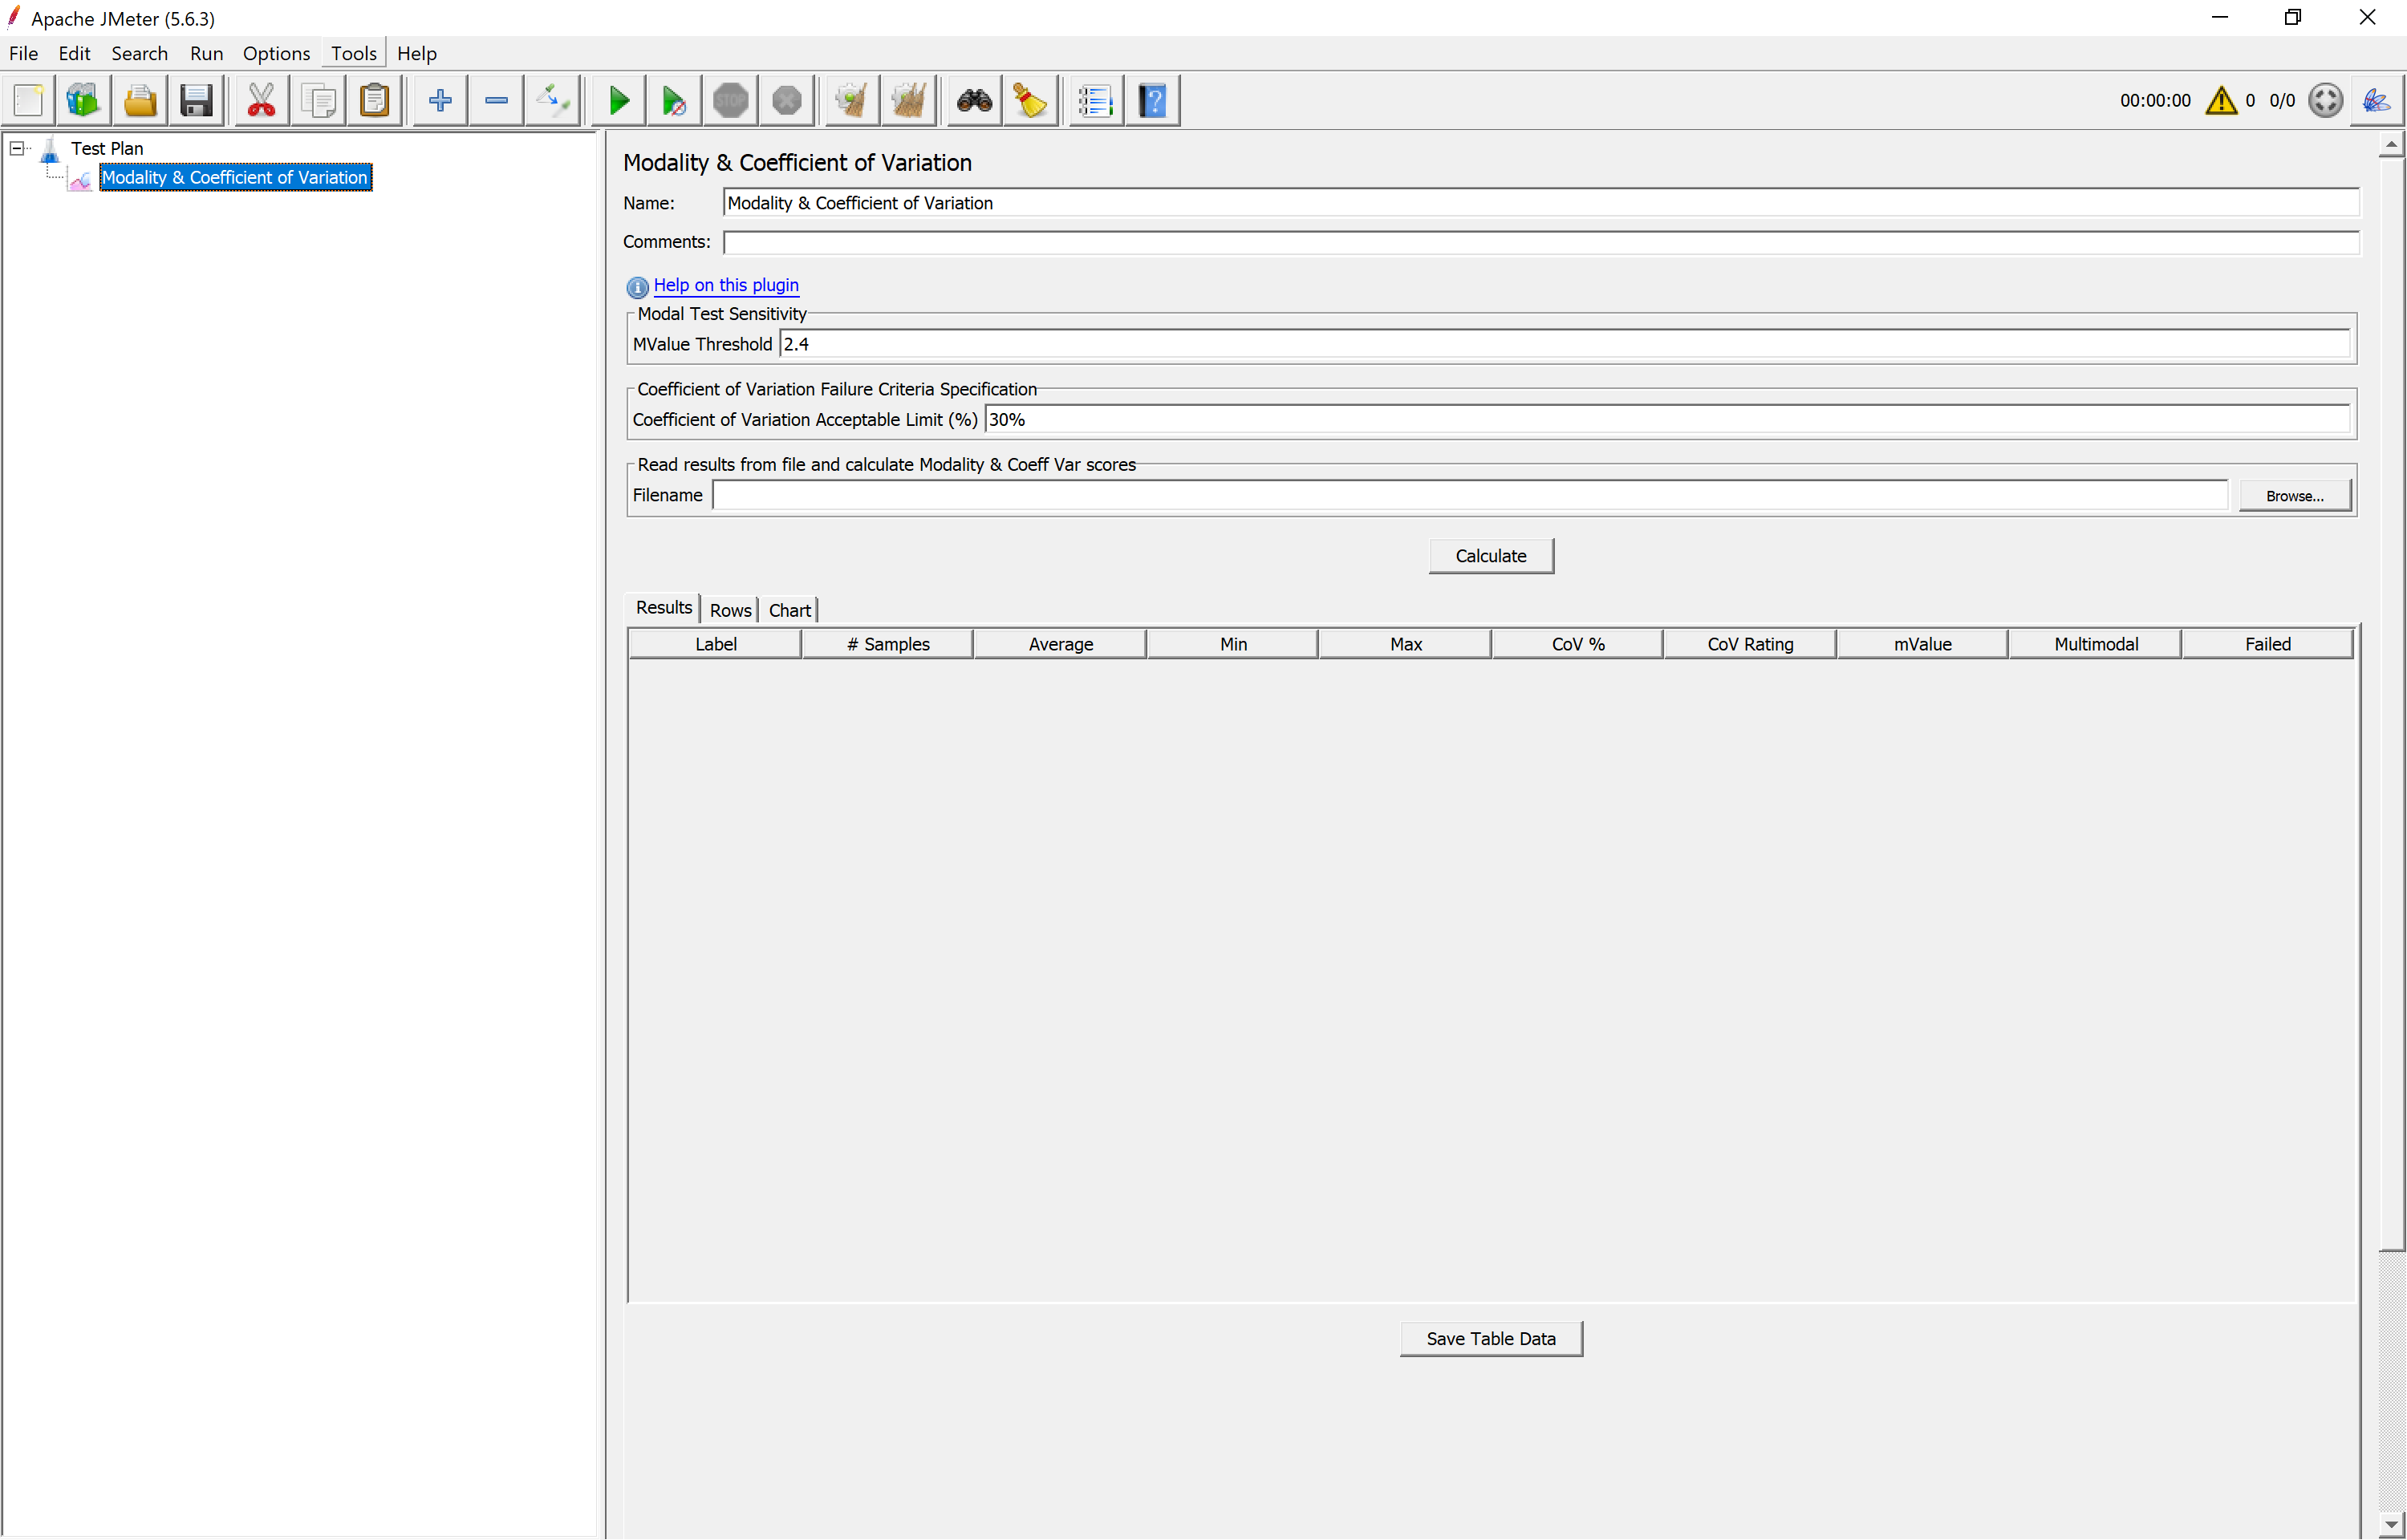 Apache JMeter (5.6.3)
File Edit Search Run Options Tools Help
STOP
00:00:00 0 0/0
Test Plan
Modality & Coefficient of Variation
Modality & Coefficient of Variation
Name: Modality & Coefficient of Variation
Comments:
Help on this plugin
Modal Test Sensitivity
MValue Threshold 2.4
Coefficient of Variation Failure Criteria Specification
Coefficient of Variation Acceptable Limit (%) 30%
Read results from file and calculate Modality & Coeff Var scores
Filename Browse...
Calculate
Results Rows Chart
Label # Samples Average Min Max CoV % CoV Rating mValue Multimodal Failed
Save Table Data